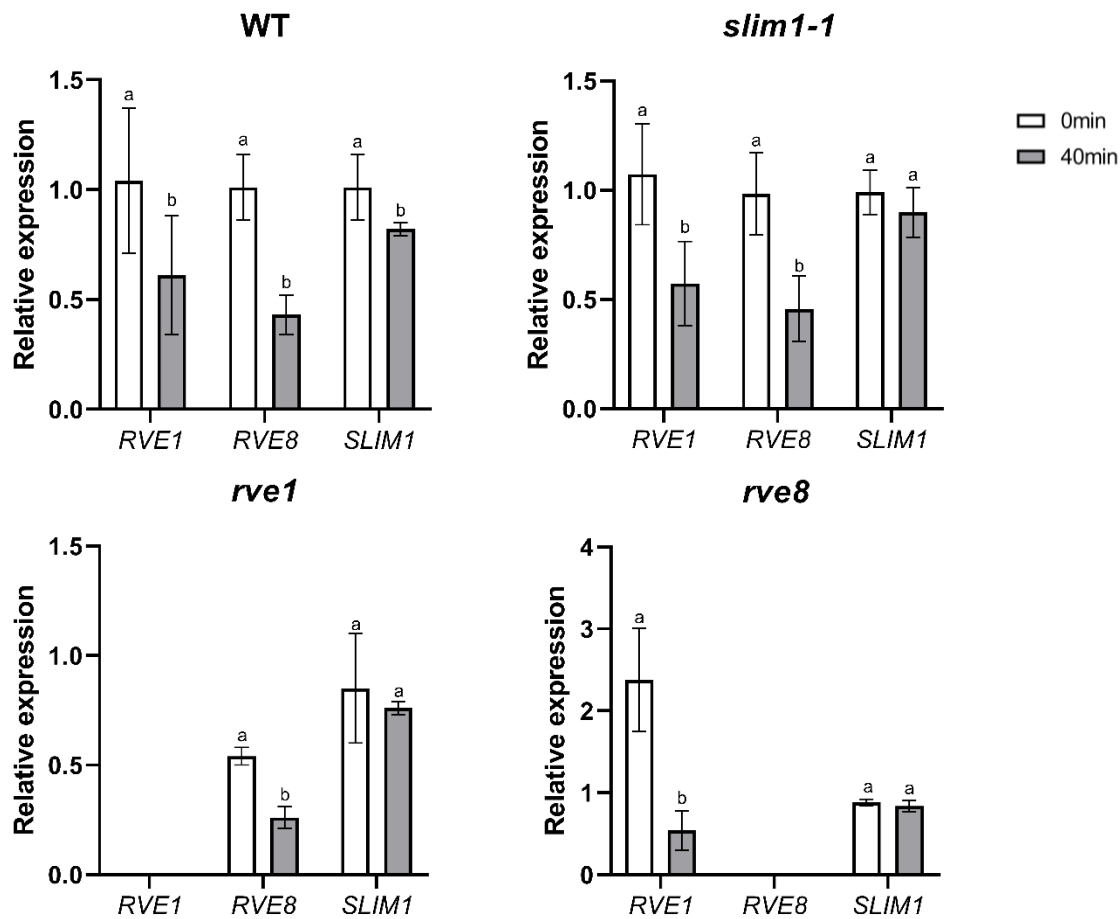 WT
Relative expression
1.5
1.0
0.5
0.0
a
b
a
b
a
b
RVE1
RVE8
SLIM1
slim1-1
Relative expression
1.5
1.0
0.5
0.0
a
b
a
b
a
a
RVE1
RVE8
SLIM1
0min
40min
rve1
Relative expression
1.5
1.0
0.5
0.0
a
b
a
a
RVE1
RVE8
SLIM1
rve8
Relative expression
4
3
2
1
0
a
b
a
a
RVE1
RVE8
SLIM1